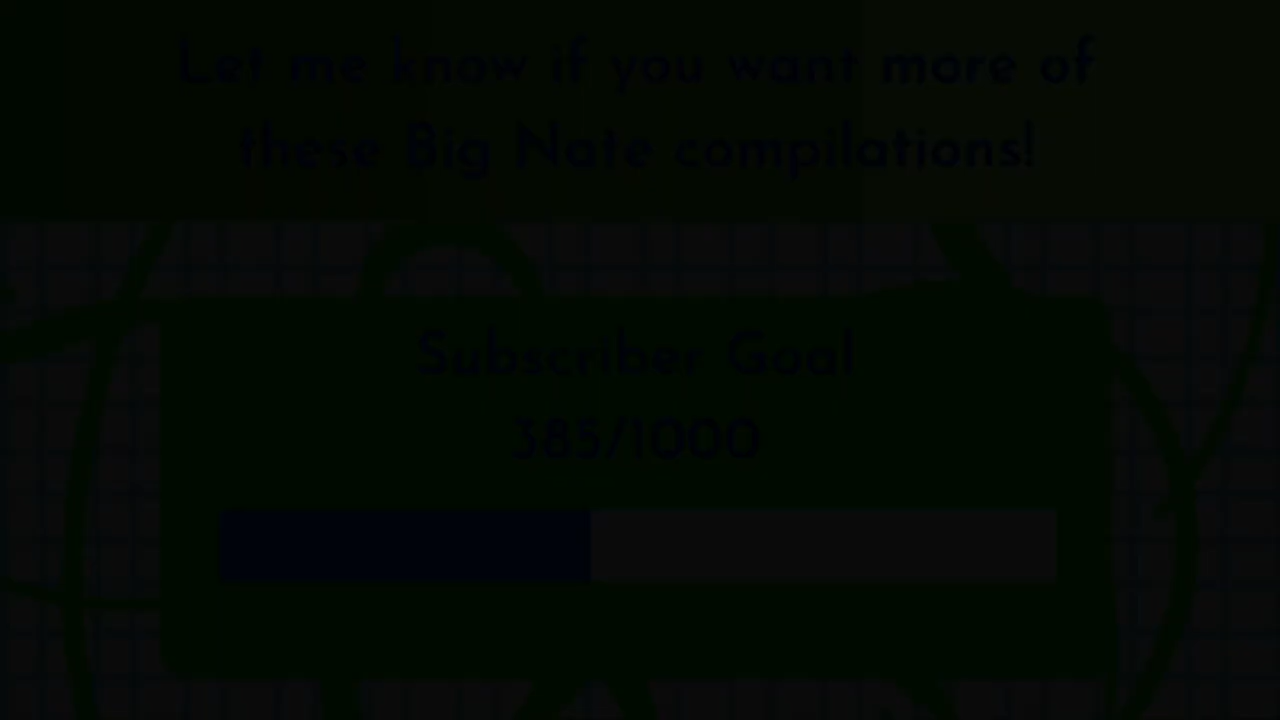 Let me know if you want more of
these Big Nate compilations!
Subscriber Goal
385/1000